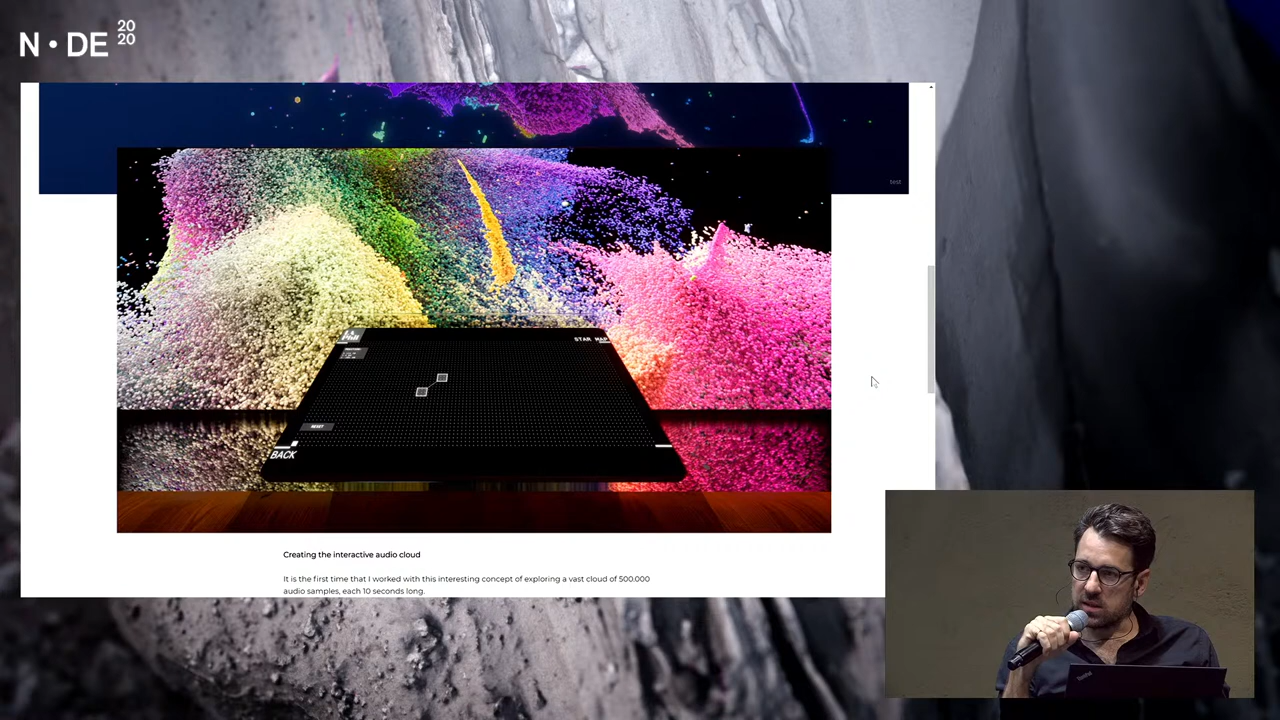 N•DE 20
20
test
STAR MAP
RESET
BACK
Creating the interactive audio cloud
It is the first time that I worked with this interesting concept of exploring a vast cloud of 500.000
audio samples, each 10 seconds long.